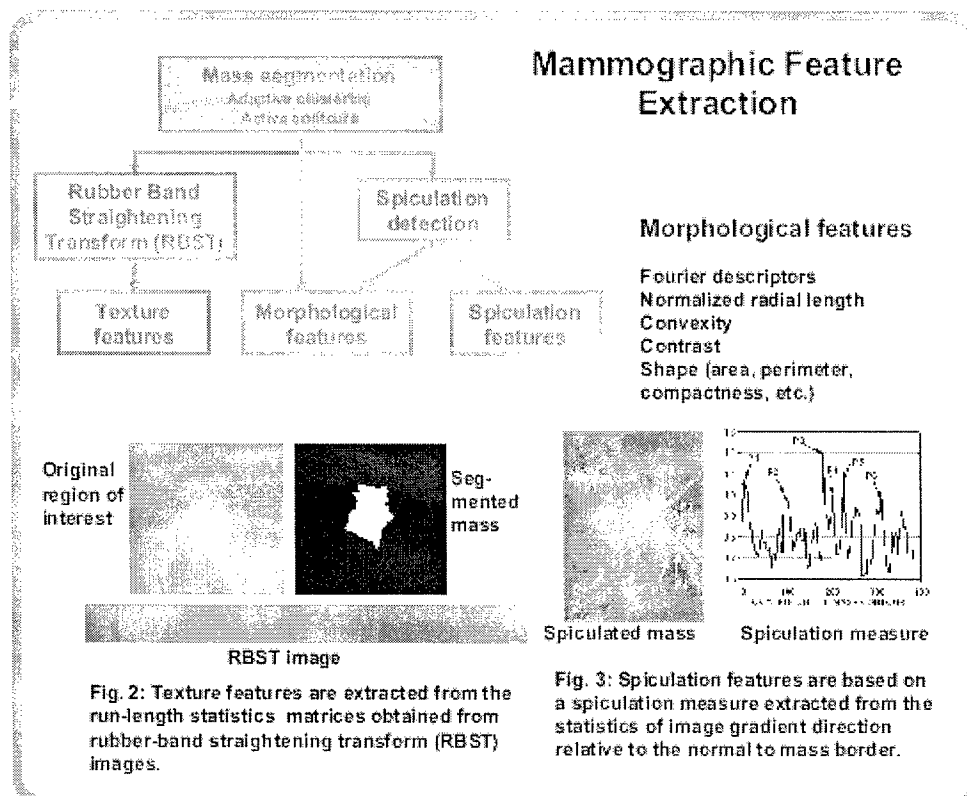 Mammographic Feature
Extraction
Mass segmentation
Adaptive clustering
Active contours
Rubber Band
Straightening
Transform (RBST)
Spiculation
detection
Texture
features
Morphological
features
Spiculation
features
Morphological features
Fourier descriptors
Normalized radial length
Convexity
Contrast
Shape (area, perimeter,
compactness, etc.)
Original
region of
interest
Seg-
mented
mass
RBST image
Fig. 2: Texture features are extracted from the
run-length statistics matrices obtained from
rubber-band straightening transform (RBST)
images.
Spiculated mass
Spiculation measure
Fig. 3: Spiculation features are based on
a spiculation measure extracted from the
statistics of image gradient direction
relative to the normal to mass border.